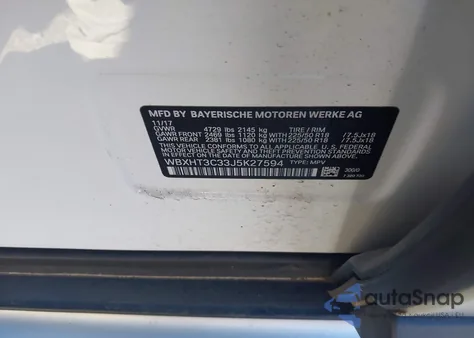 MFD BY BAYERISCHE MOTOREN WERKE AG
11/17
GVWR 4729 lbs 2145 kg TIRE / RIM
GAWR FRONT 2469 lbs 1120 kg WITH 225/50 R18 /7.5Jx18
GAWR REAR 2381 lbs 1080 kg WITH 225/50 R18 /7.5Jx18
THIS VEHICLE CONFORMS TO ALL APPLICABLE U.S. FEDERAL
MOTOR VEHICLE SAFETY, BUMPER, AND THEFT PREVENTION
STANDARDS IN EFFECT ON THE DATE OF MANUFACTURE SHOWN ABOVE.
WBXHT3C33J5K27594 TYPE: MPV
300/0
autoSnap